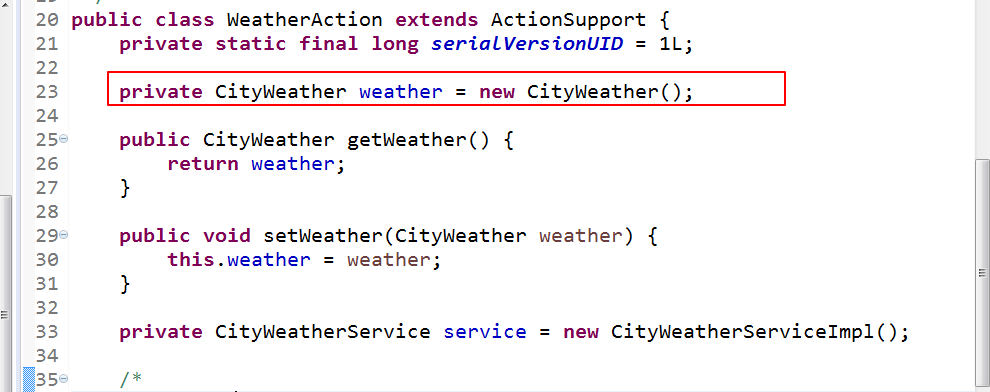 20 public class WeatherAction extends ActionSupport {
21     private static final long serialVersionUID = 1L;
22
23     private CityWeather weather = new CityWeather();
24
25     public CityWeather getWeather() {
26         return weather;
27     }
28
29     public void setWeather(CityWeather weather) {
30         this.weather = weather;
31     }
32
33     private CityWeatherService service = new CityWeatherServiceImpl();
34
35     /*